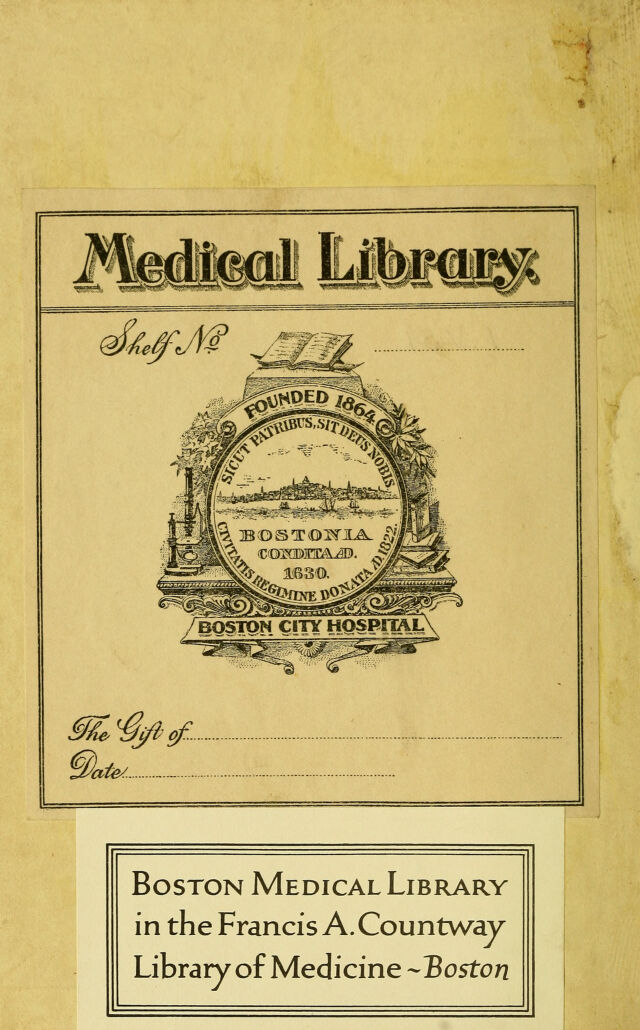 Medical Library.
Shelf No
FOUNDED 1864
SICUT PATRIBUS, SIT DEUS NOBIS
BOSTONIA
CONDITA AD.
1630.
CIVITATIS REGIMINE DONATA AD 1822.
BOSTON CITY HOSPITAL
The Gift of
Date
BOSTON MEDICAL LIBRARY
in the Francis A. Countway
Library of Medicine ~ Boston